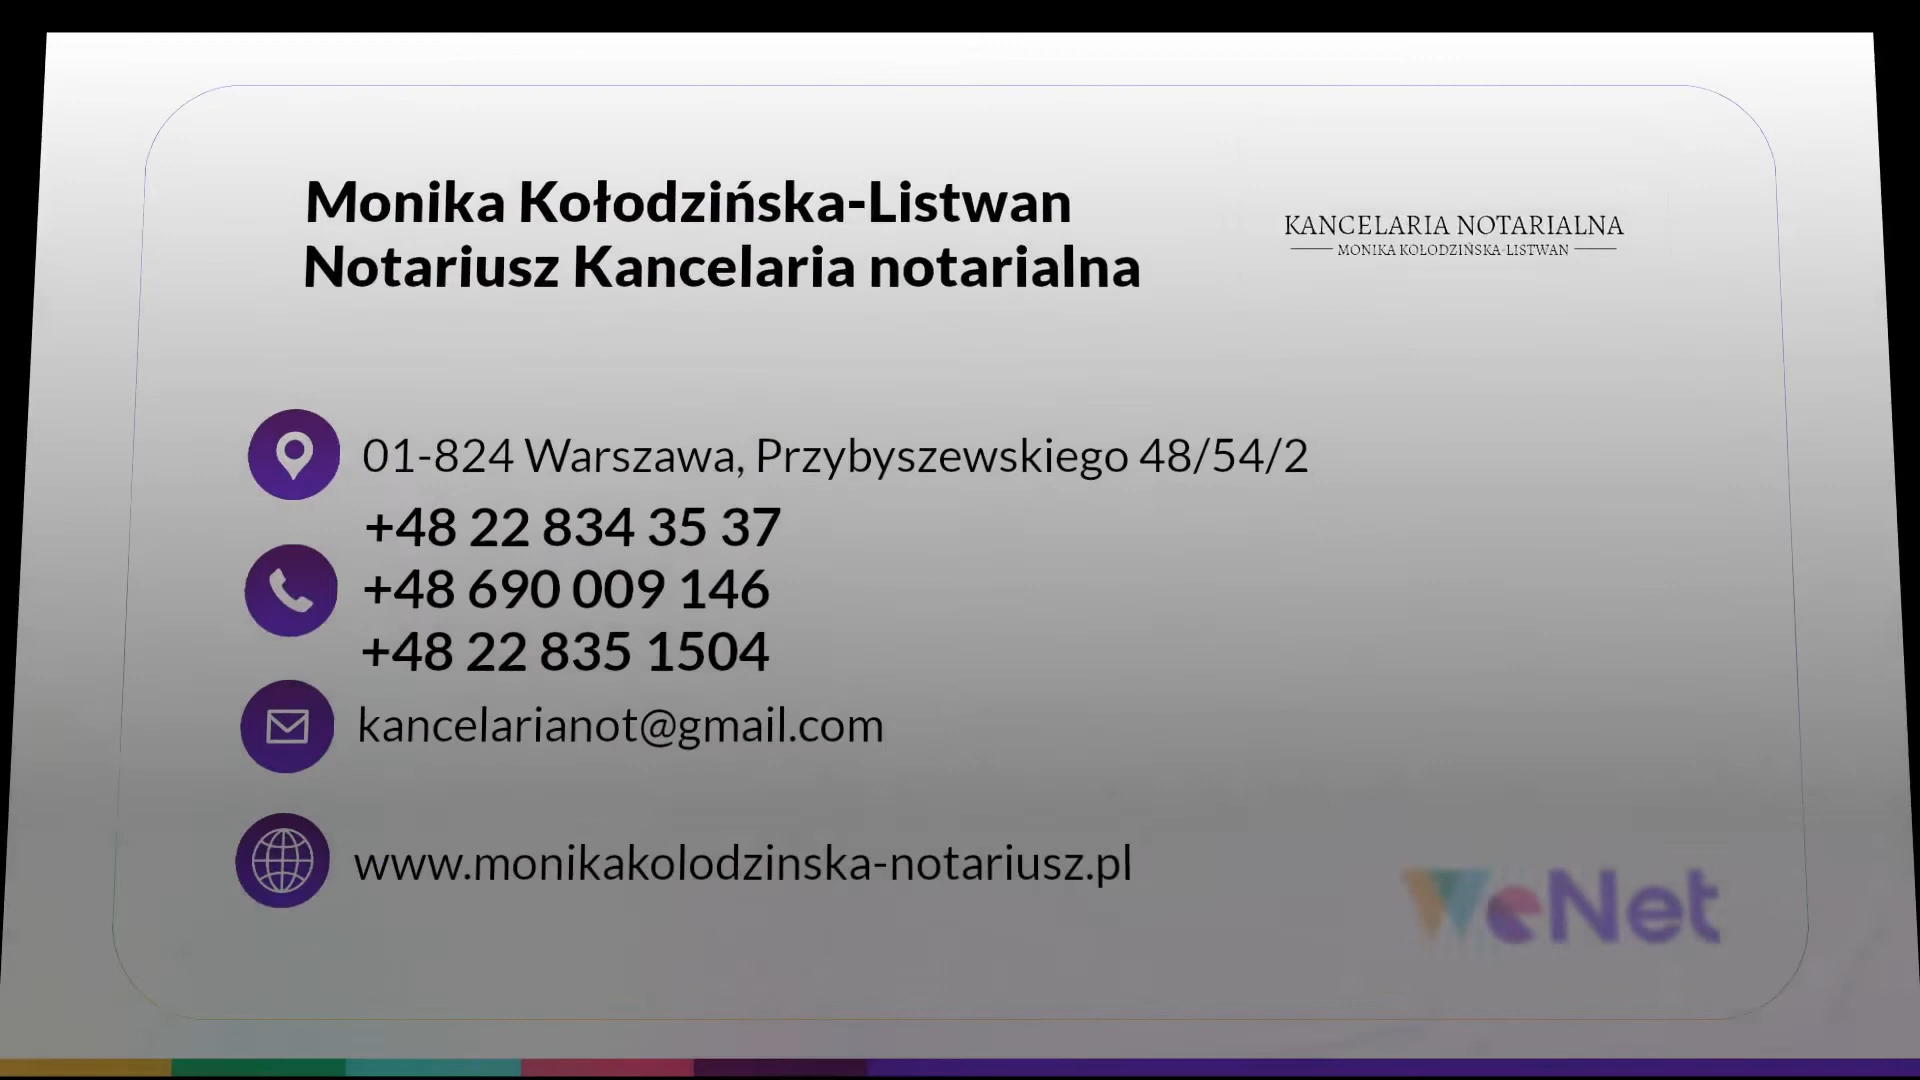 Monika Kołodzińska-Listwan
Notariusz Kancelaria notarialna
KANCELARIA NOTARIALNA
MONIKA KOŁODZIŃSKA-LISTWAN
01-824 Warszawa, Przybyszewskiego 48/54/2
+48 22 834 35 37
+48 690 009 146
+48 22 835 1504
kancelarianot@gmail.com
www.monikakolodzinska-notariusz.pl
WeNet